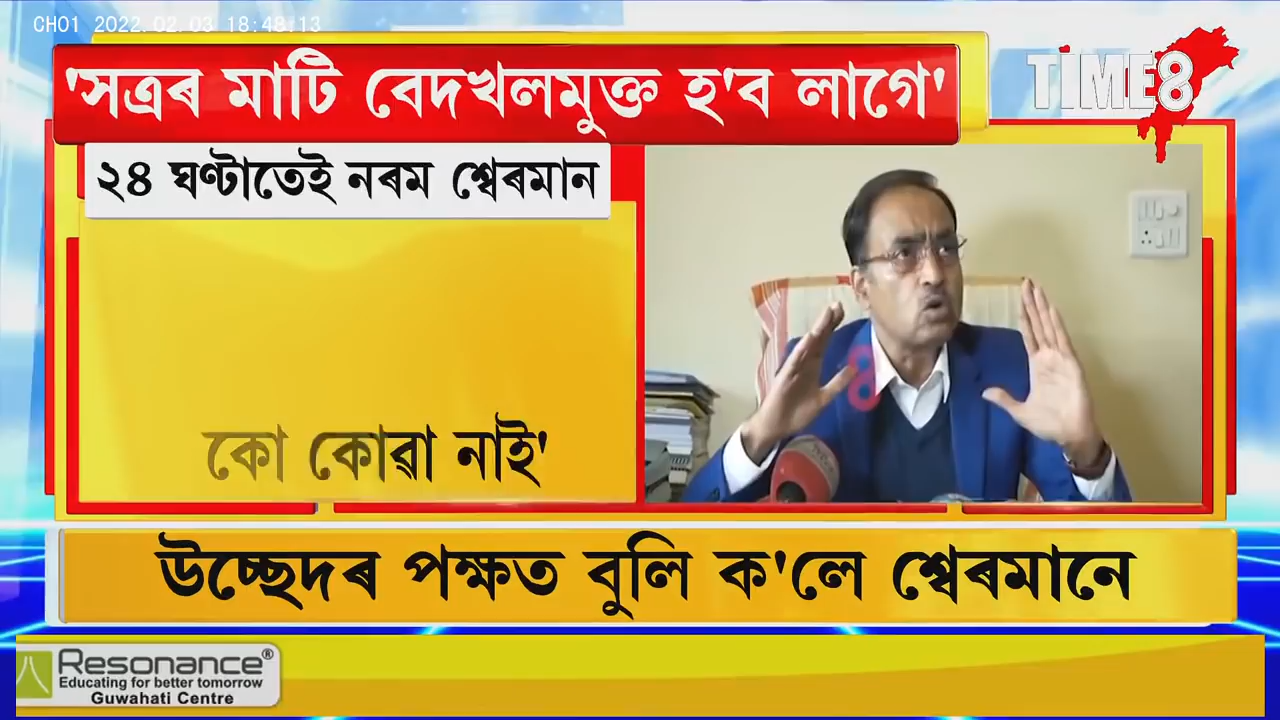 CH01 2022.02.03 18:48:13
'সত্ৰৰ মাটি বেদখলমুক্ত হ'ব লাগে'
TIME8
২৪ ঘণ্টাতেই নৰম শ্বেৰমান
কো কোৱা নাই'
উচ্ছেদৰ পক্ষত বুলি ক'লে শ্বেৰমানে
Resonance®
Educating for better tomorrow
Guwahati Centre